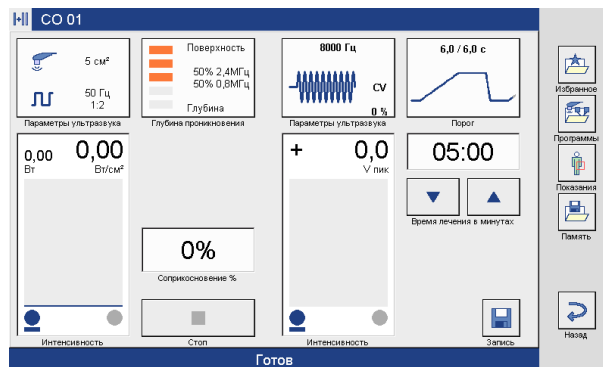 CO 01
5 см²
50 Гц
1:2
Параметры ультразвука
Поверхность
50% 2,4МГц
50% 0,8МГц
Глубина
Глубина проникновения
8000 Гц
CV
0 %
Параметры ультразвука
6,0 / 6,0 с
Порог
Избранное
Программы
Показания
Память
Назад
0,00
Вт
0,00
Вт/см²
Интенсивность
0%
Соприкосновение %
Стоп
+
0,0
V пик
Интенсивность
05:00
Время лечения в минутах
Запись
Готов